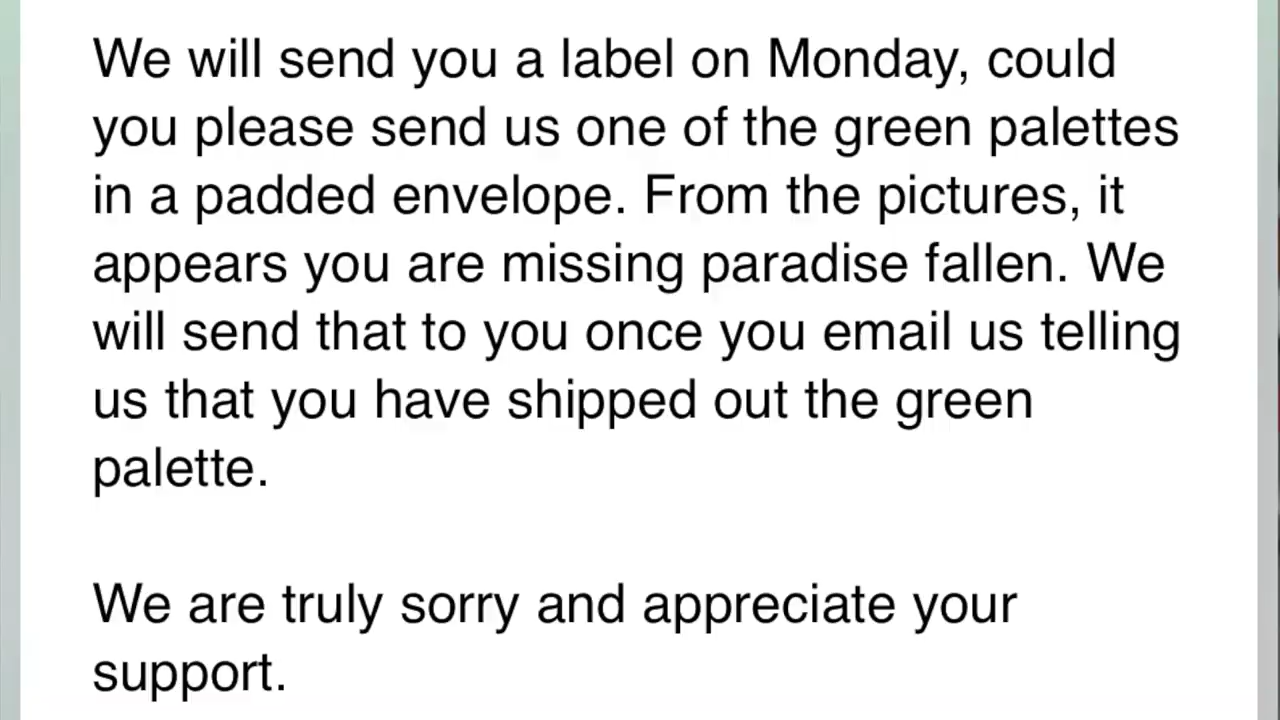 We will send you a label on Monday, could
you please send us one of the green palettes
in a padded envelope. From the pictures, it
appears you are missing paradise fallen. We
will send that to you once you email us telling
us that you have shipped out the green
palette.
We are truly sorry and appreciate your
support.